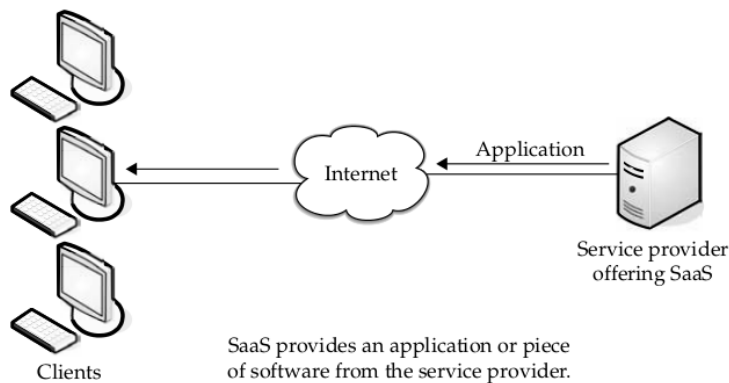 Application
Internet
Service provider
offering SaaS
Clients
SaaS provides an application or piece
of software from the service provider.